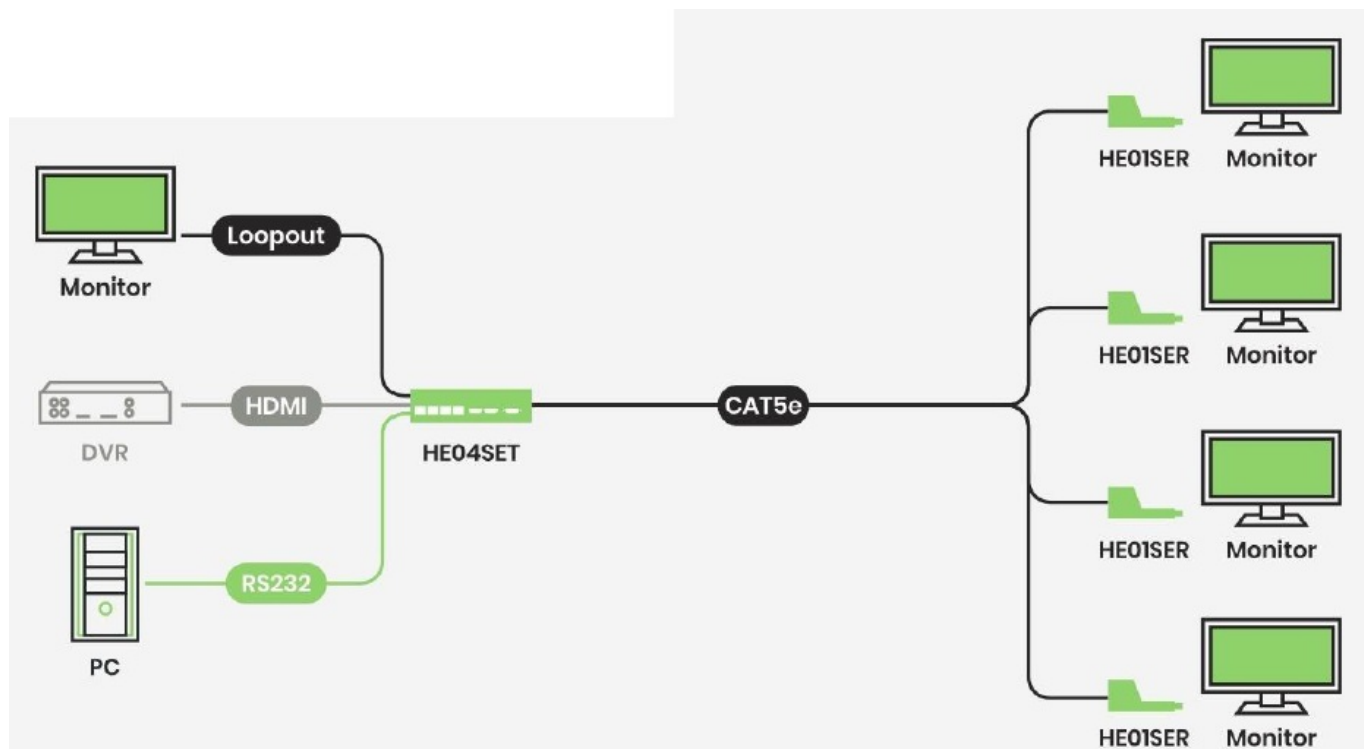 HE01SER Monitor
Loopout
Monitor
HE01SER Monitor
HDMI
CAT5e
DVR
HE04SET
HE01SER Monitor
RS232
PC
HE01SER Monitor